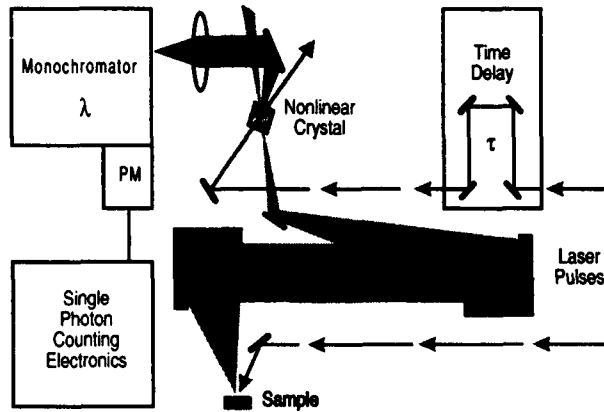 Monochromator
λ
PM
Single
Photon
Counting
Electronics
Nonlinear
Crystal
Time
Delay
τ
Laser
Pulses
Sample